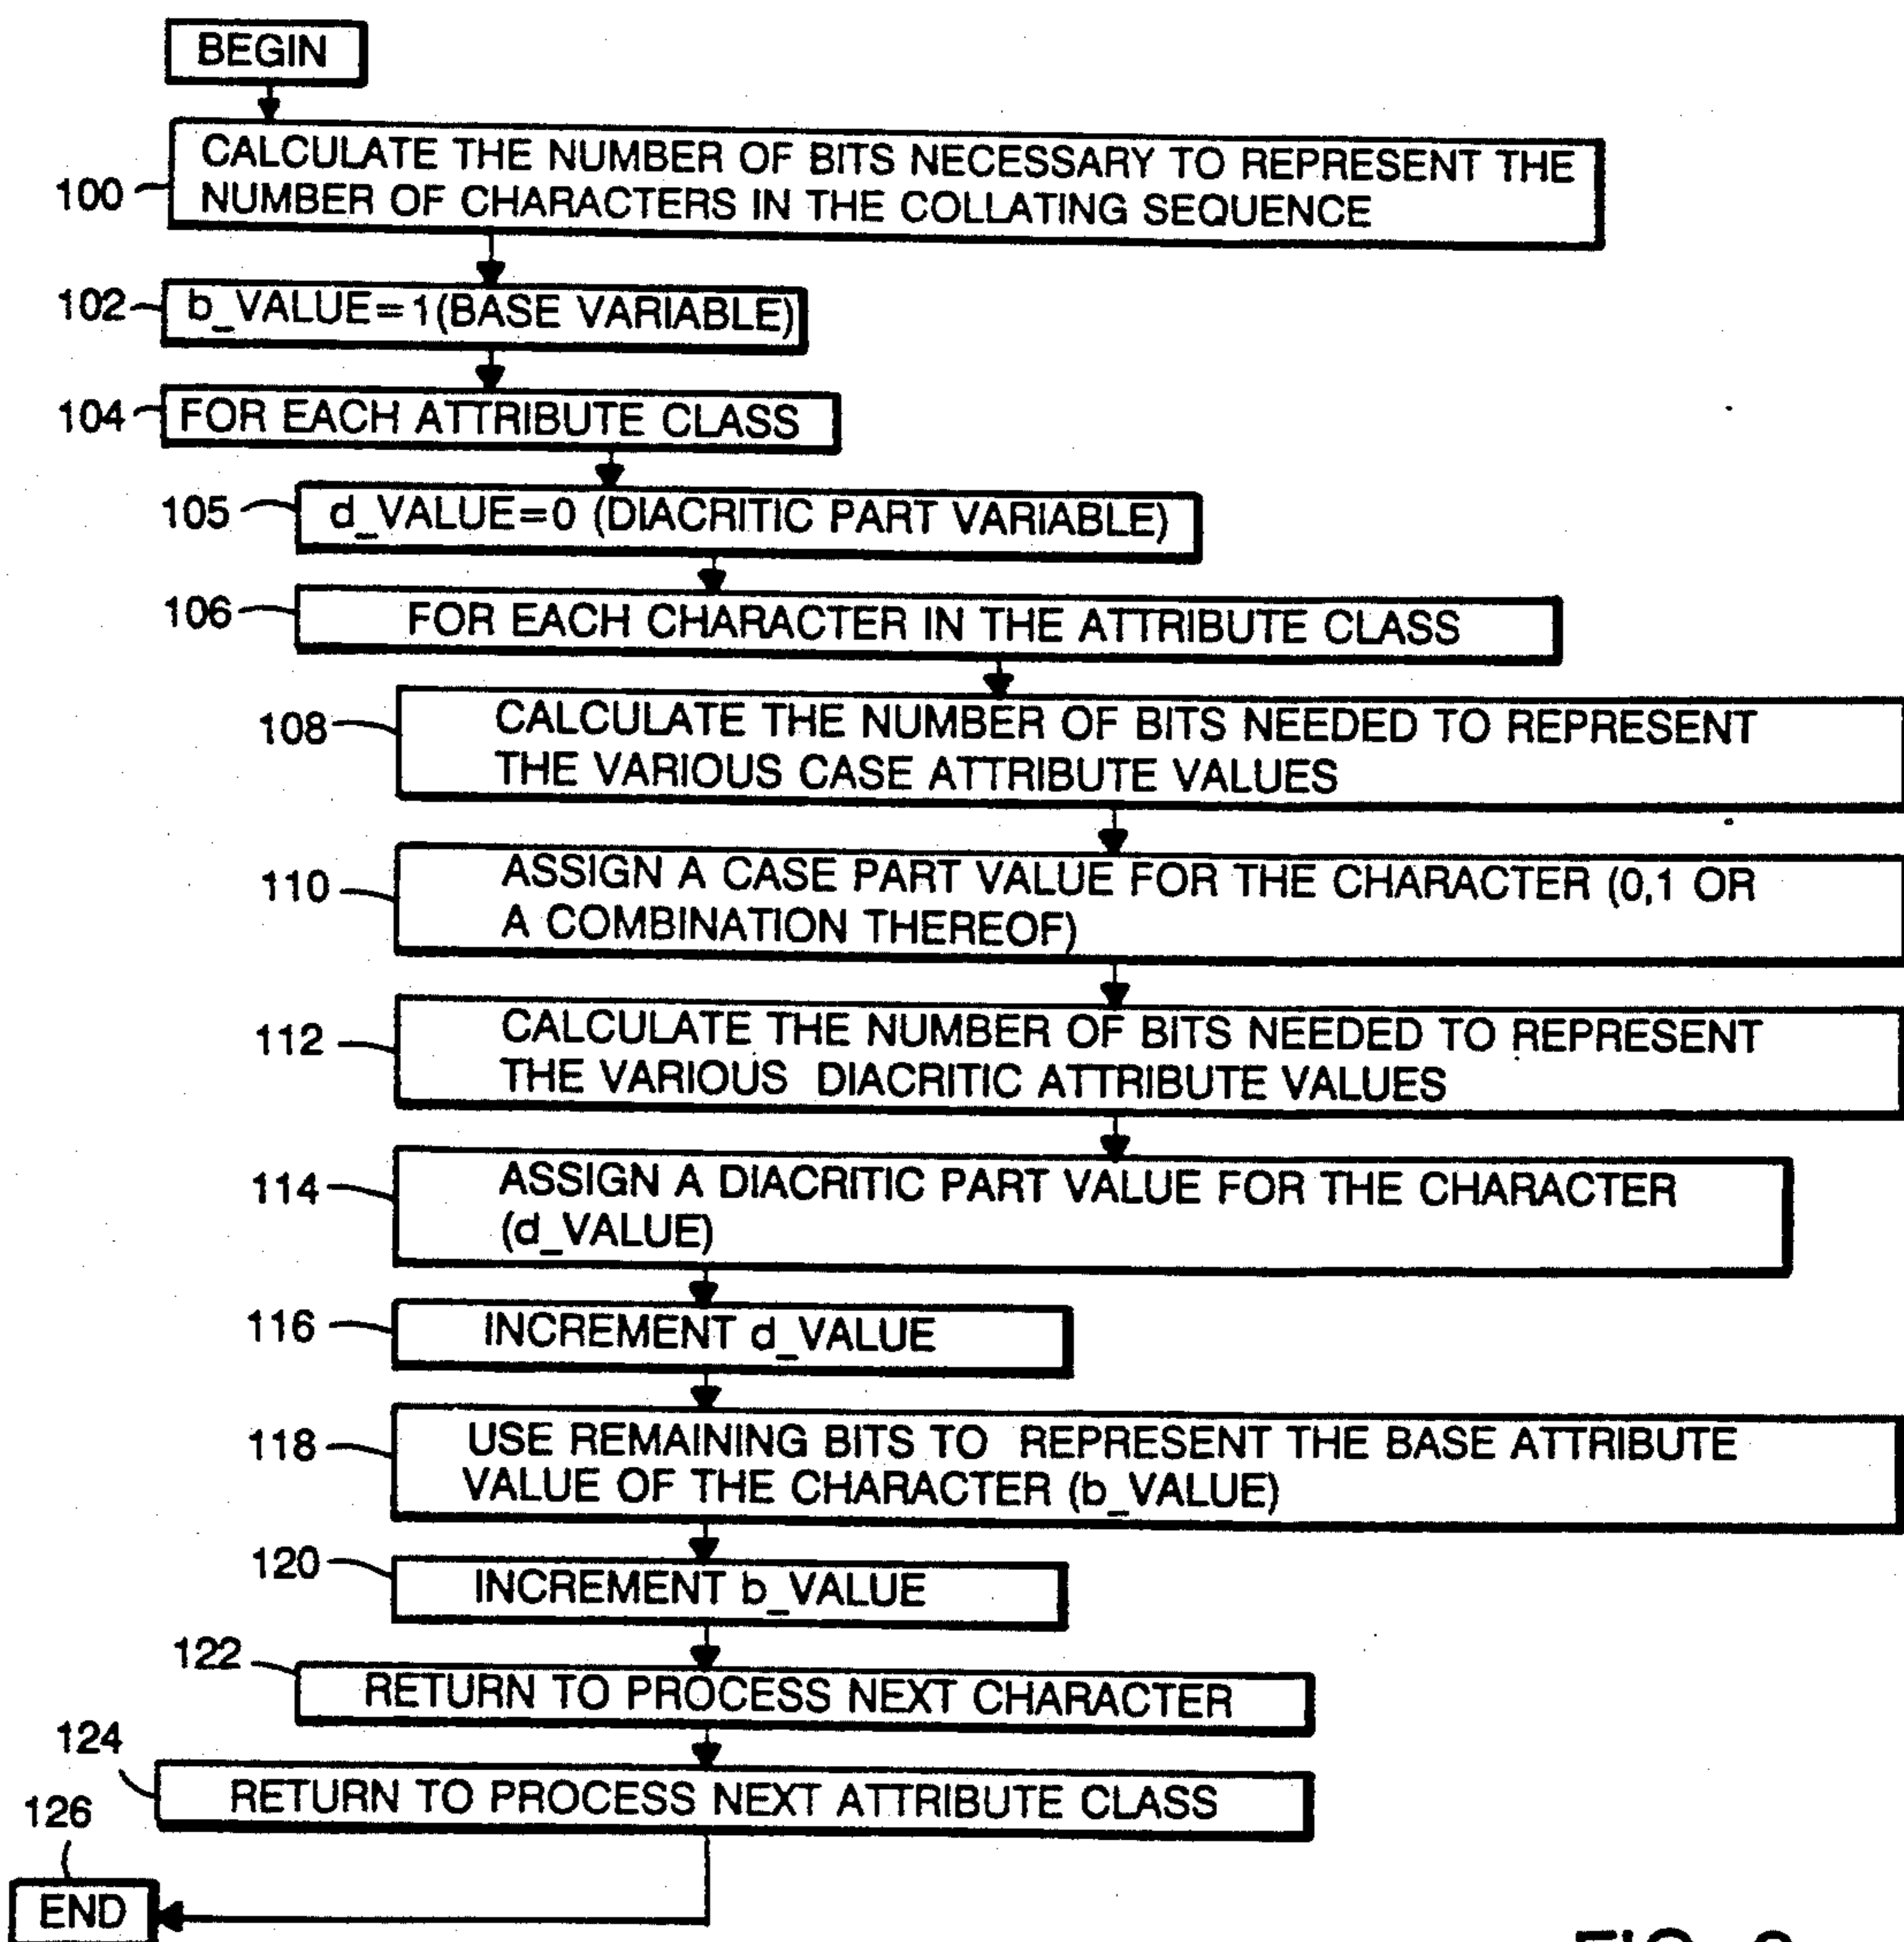 BEGIN
100
CALCULATE THE NUMBER OF BITS NECESSARY TO REPRESENT THE
NUMBER OF CHARACTERS IN THE COLLATING SEQUENCE
102
b_VALUE=1(BASE VARIABLE)
104
FOR EACH ATTRIBUTE CLASS
105
d_VALUE=0 (DIACRITIC PART VARIABLE)
106
FOR EACH CHARACTER IN THE ATTRIBUTE CLASS
108
CALCULATE THE NUMBER OF BITS NEEDED TO REPRESENT
THE VARIOUS CASE ATTRIBUTE VALUES
110
ASSIGN A CASE PART VALUE FOR THE CHARACTER (0,1 OR
A COMBINATION THEREOF)
112
CALCULATE THE NUMBER OF BITS NEEDED TO REPRESENT
THE VARIOUS DIACRITIC ATTRIBUTE VALUES
114
ASSIGN A DIACRITIC PART VALUE FOR THE CHARACTER
(d_VALUE)
116
INCREMENT d_VALUE
118
USE REMAINING BITS TO REPRESENT THE BASE ATTRIBUTE
VALUE OF THE CHARACTER (b_VALUE)
120
INCREMENT b_VALUE
122
RETURN TO PROCESS NEXT CHARACTER
124
RETURN TO PROCESS NEXT ATTRIBUTE CLASS
126
END